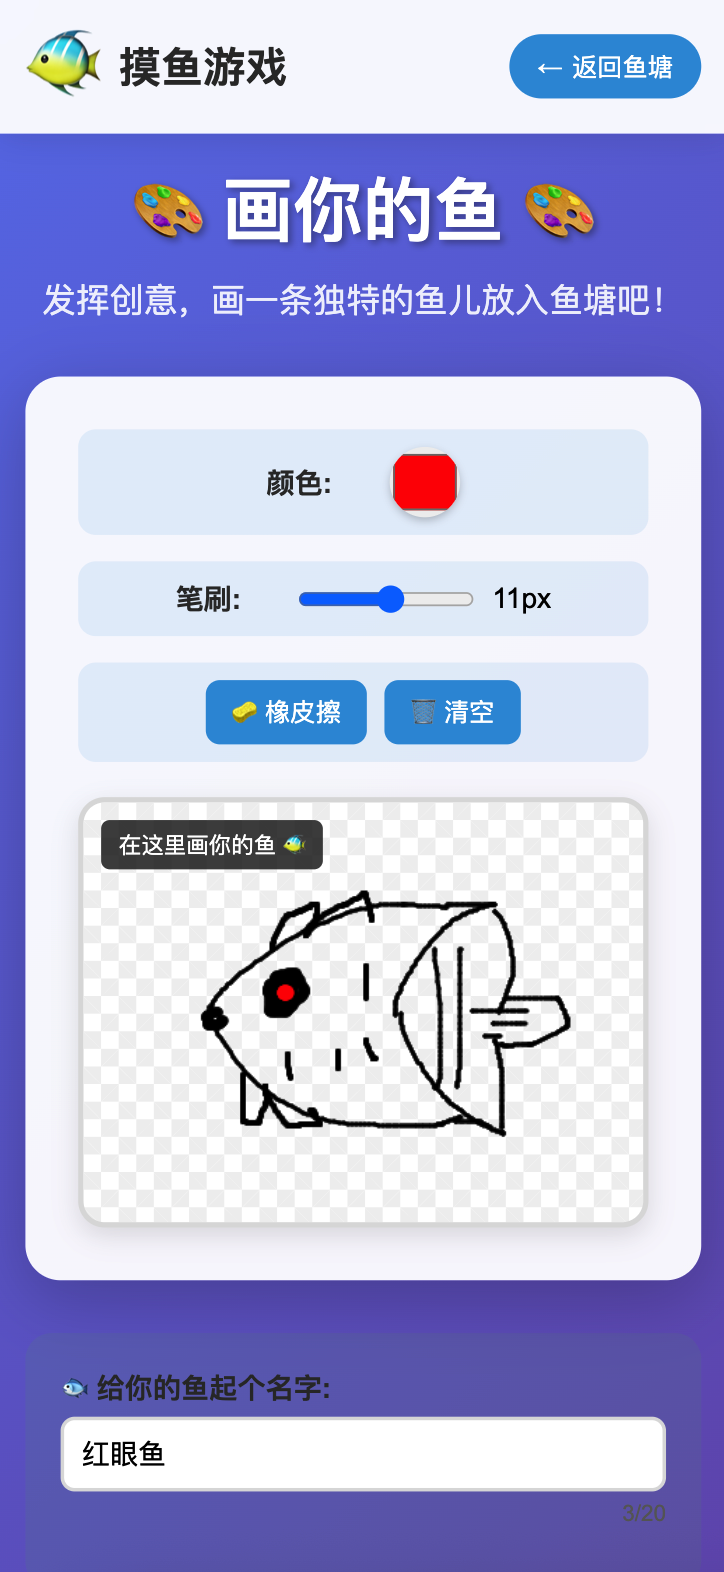 摸鱼游戏
← 返回鱼塘
画你的鱼
发挥创意，画一条独特的鱼儿放入鱼塘吧！
颜色:
笔刷: 11px
橡皮擦 清空
在这里画你的鱼
给你的鱼起个名字:
红眼鱼
3/20